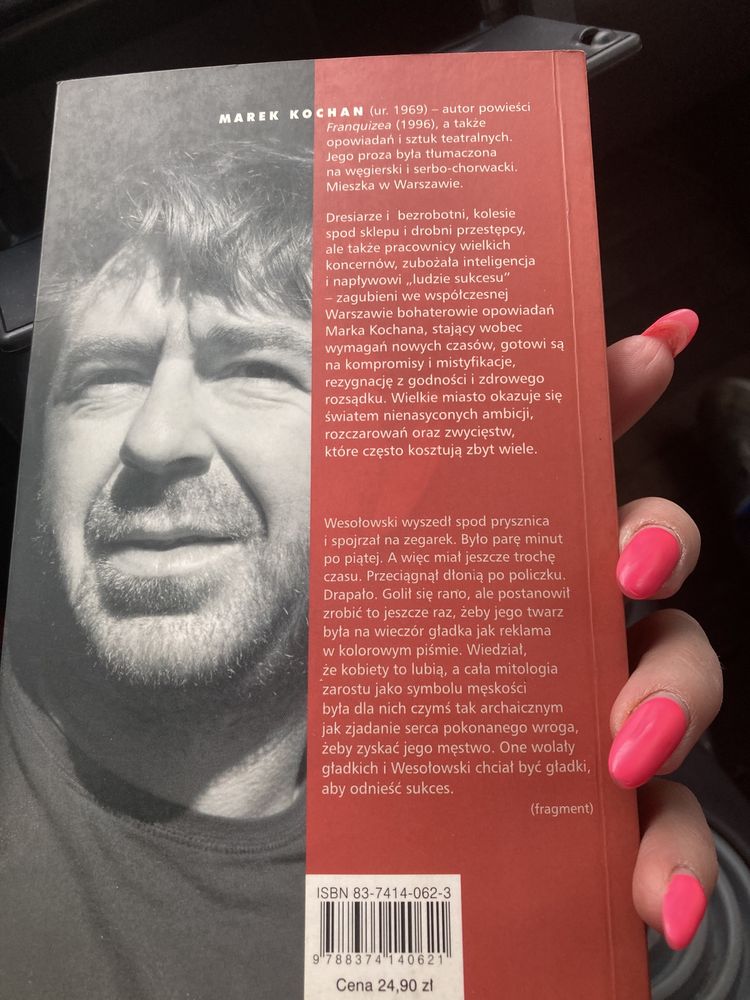 MAREK KOCHAN (ur. 1969) – autor powieści
Franquizea (1996), a także
opowiadań i sztuk teatralnych.
Jego proza była tłumaczona
na węgierski i serbo-chorwacki.
Mieszka w Warszawie.
Dresiarze i bezrobotni, kolesie
spod sklepu i drobni przestępcy,
ale także pracownicy wielkich
koncernów, zubożała inteligencja
i napływowi „ludzie sukcesu”
– zagubieni we współczesnej
Warszawie bohaterowie opowiadań
Marka Kochana, stający wobec
wymagań nowych czasów, gotowi są
na kompromisy i mistyfikacje,
rezygnację z godności i zdrowego
rozsądku. Wielkie miasto okazuje się
światem nienasyconych ambicji,
rozczarowań oraz zwycięstw,
które często kosztują zbyt wiele.
Wesołowski wyszedł spod prysznica
i spojrzał na zegarek. Było parę minut
po piątej. A więc miał jeszcze trochę
czasu. Przeciągnął dłonią po policzku.
Drapało. Golił się rano, ale postanowił
zrobić to jeszcze raz, żeby jego twarz
była na wieczór gładka jak reklama
w kolorowym piśmie. Wiedział,
że kobiety to lubią, a cała mitologia
zarostu jako symbolu męskości
była dla nich czymś tak archaicznym
jak zjadanie serca pokonanego wroga,
żeby zyskać jego męstwo. One wolały
gładkich i Wesołowski chciał być gładki,
aby odnieść sukces.
(fragment)
ISBN 83-7414-062-3
9 788374 140621
Cena 24,90 zł